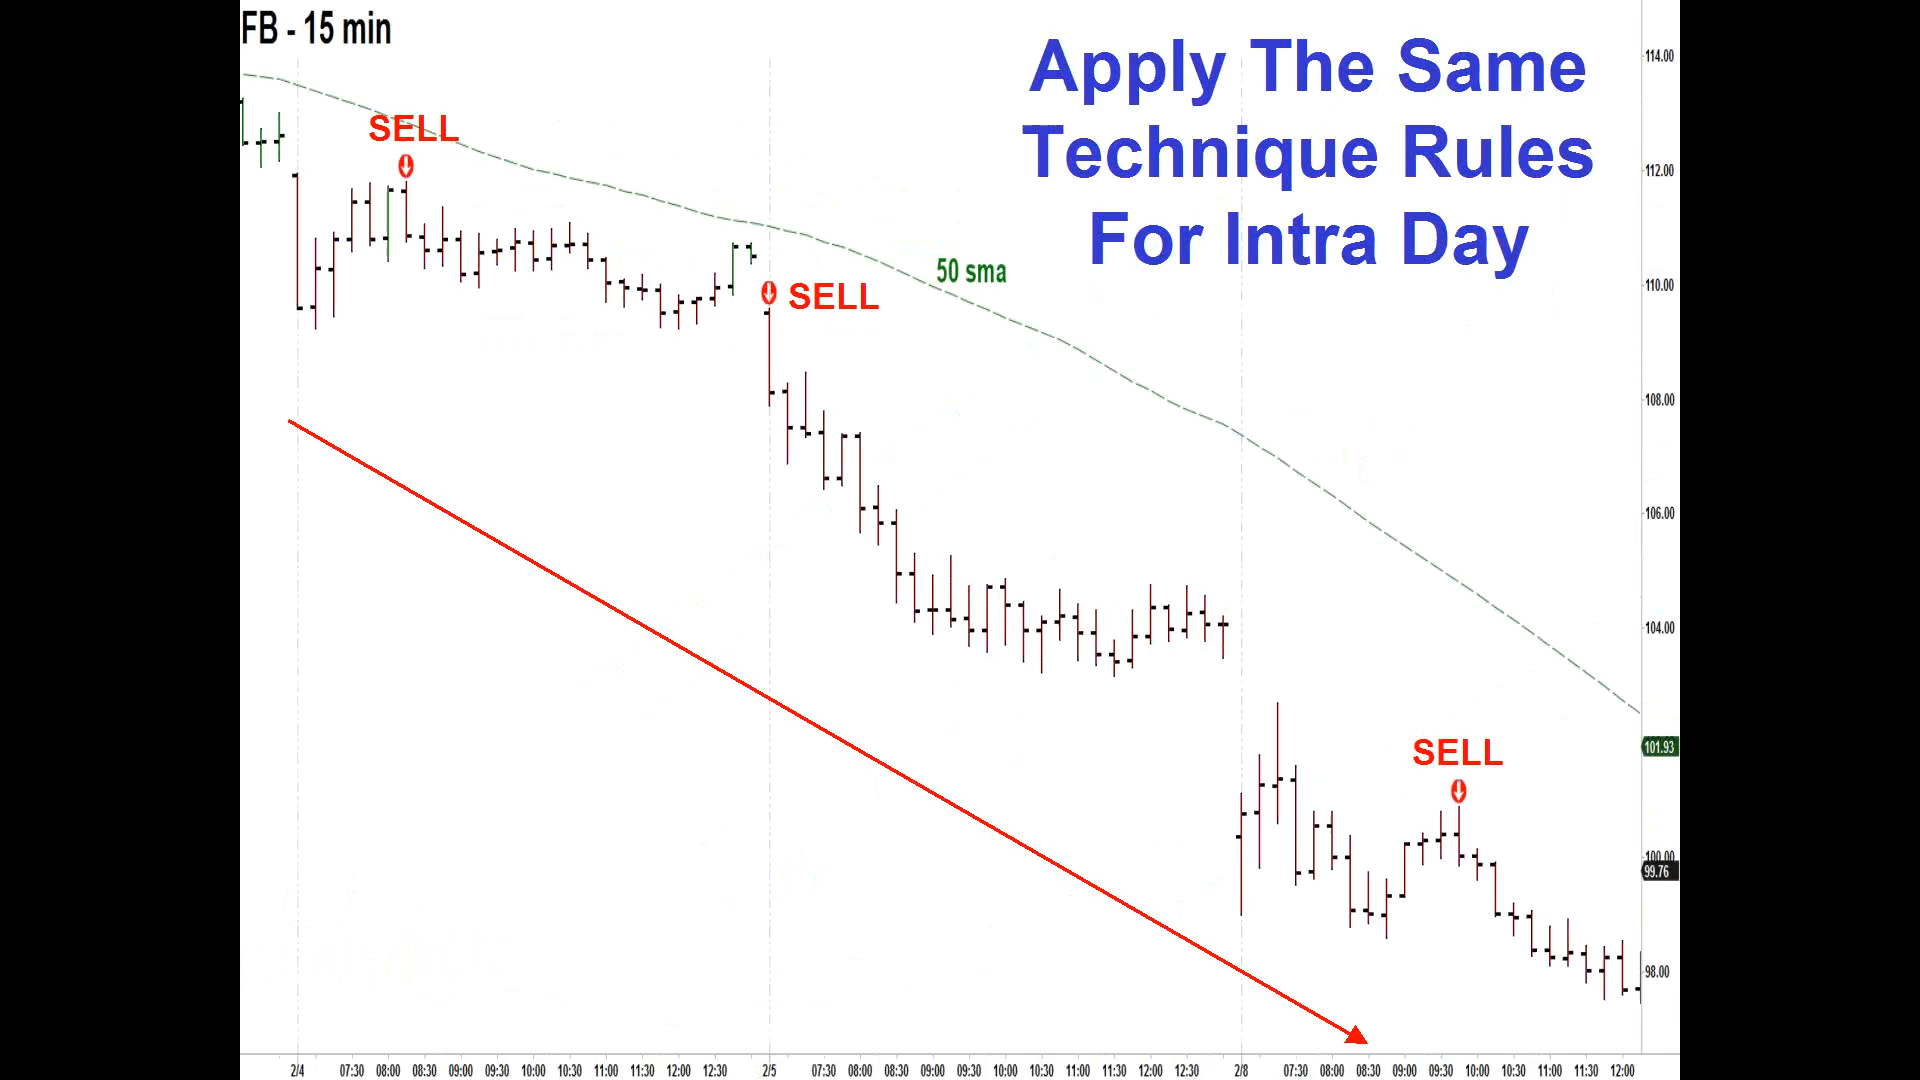 FB - 15 min
Apply The Same
Technique Rules
For Intra Day
SELL
50 sma
SELL
SELL
114.00
112.00
110.00
108.00
106.00
104.00
101.93
100.00
99.76
98.00
2/4 07:30 08:00 08:30 09:00 09:30 10:00 10:30 11:00 11:30 12:00 12:30 2/5 07:30 08:00 08:30 09:00 09:30 10:00 10:30 11:00 11:30 12:00 12:30 2/8 07:30 08:00 08:30 09:00 09:30 10:00 10:30 11:00 11:30 12:00